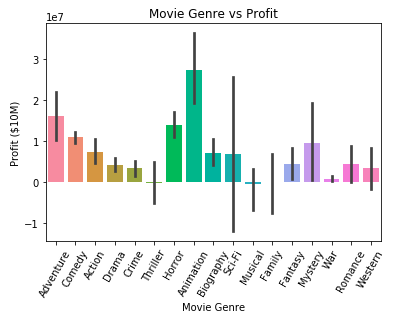 Movie Genre vs Profit
1e7
3
2
1
0
−1
Profit ($10M)
Adventure
Comedy
Action
Drama
Crime
Thriller
Horror
Animation
Biography
Sci-Fi
Musical
Family
Fantasy
Mystery
War
Romance
Western
Movie Genre